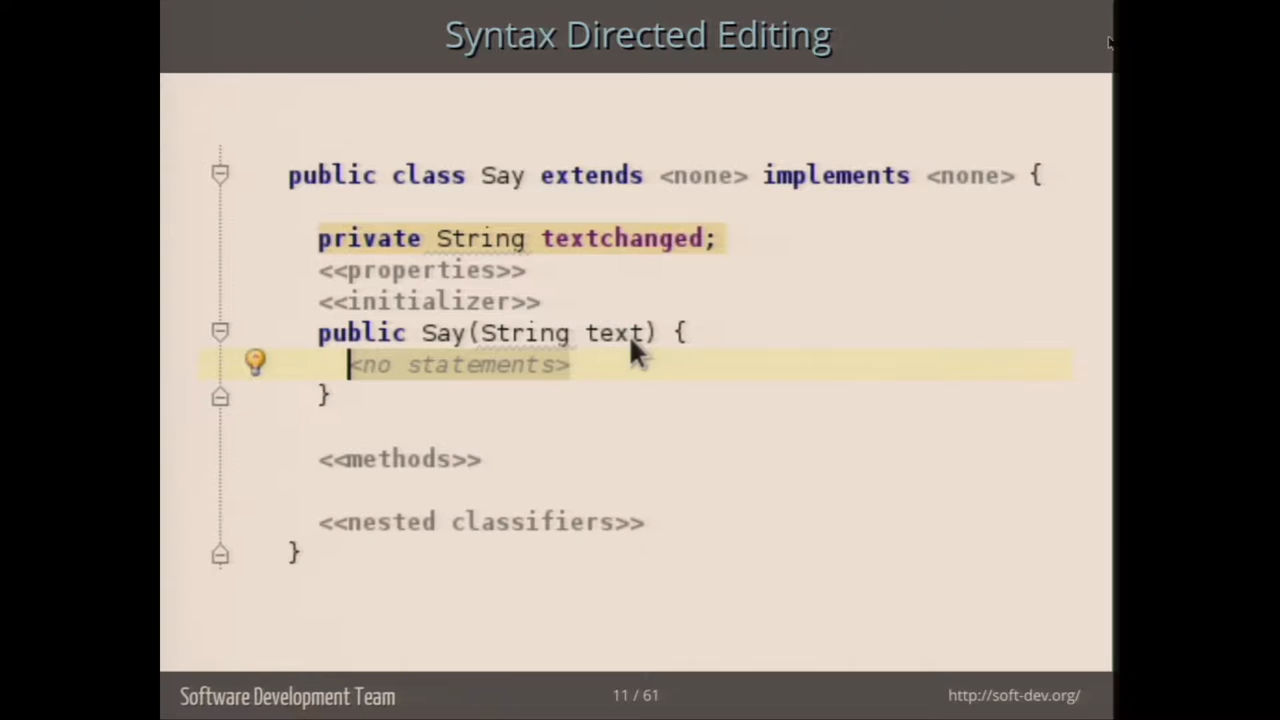 Syntax Directed Editing
public class Say extends <none> implements <none> {
private String textchanged;
<<properties>>
<<initializer>>
public Say(String text) {
<no statements>
}
<<methods>>
<<nested classifiers>>
}
Software Development Team
11 / 61
http://soft-dev.org/